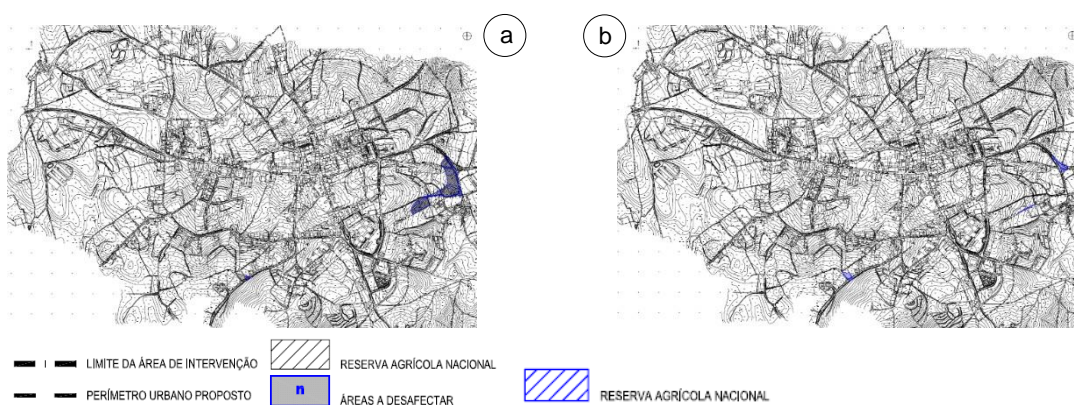 a
b
LIMITE DA ÁREA DE INTERVENÇÃO
RESERVA AGRÍCOLA NACIONAL
PERÍMETRO URBANO PROPOSTO
n
ÁREAS A DESAFECTAR
RESERVA AGRÍCOLA NACIONAL